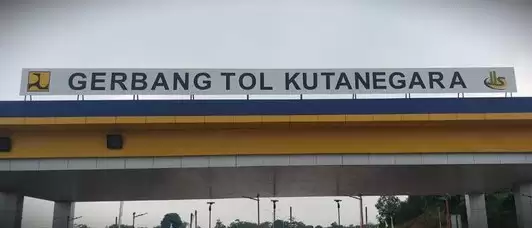 GERBANG TOL KUTANEGARA